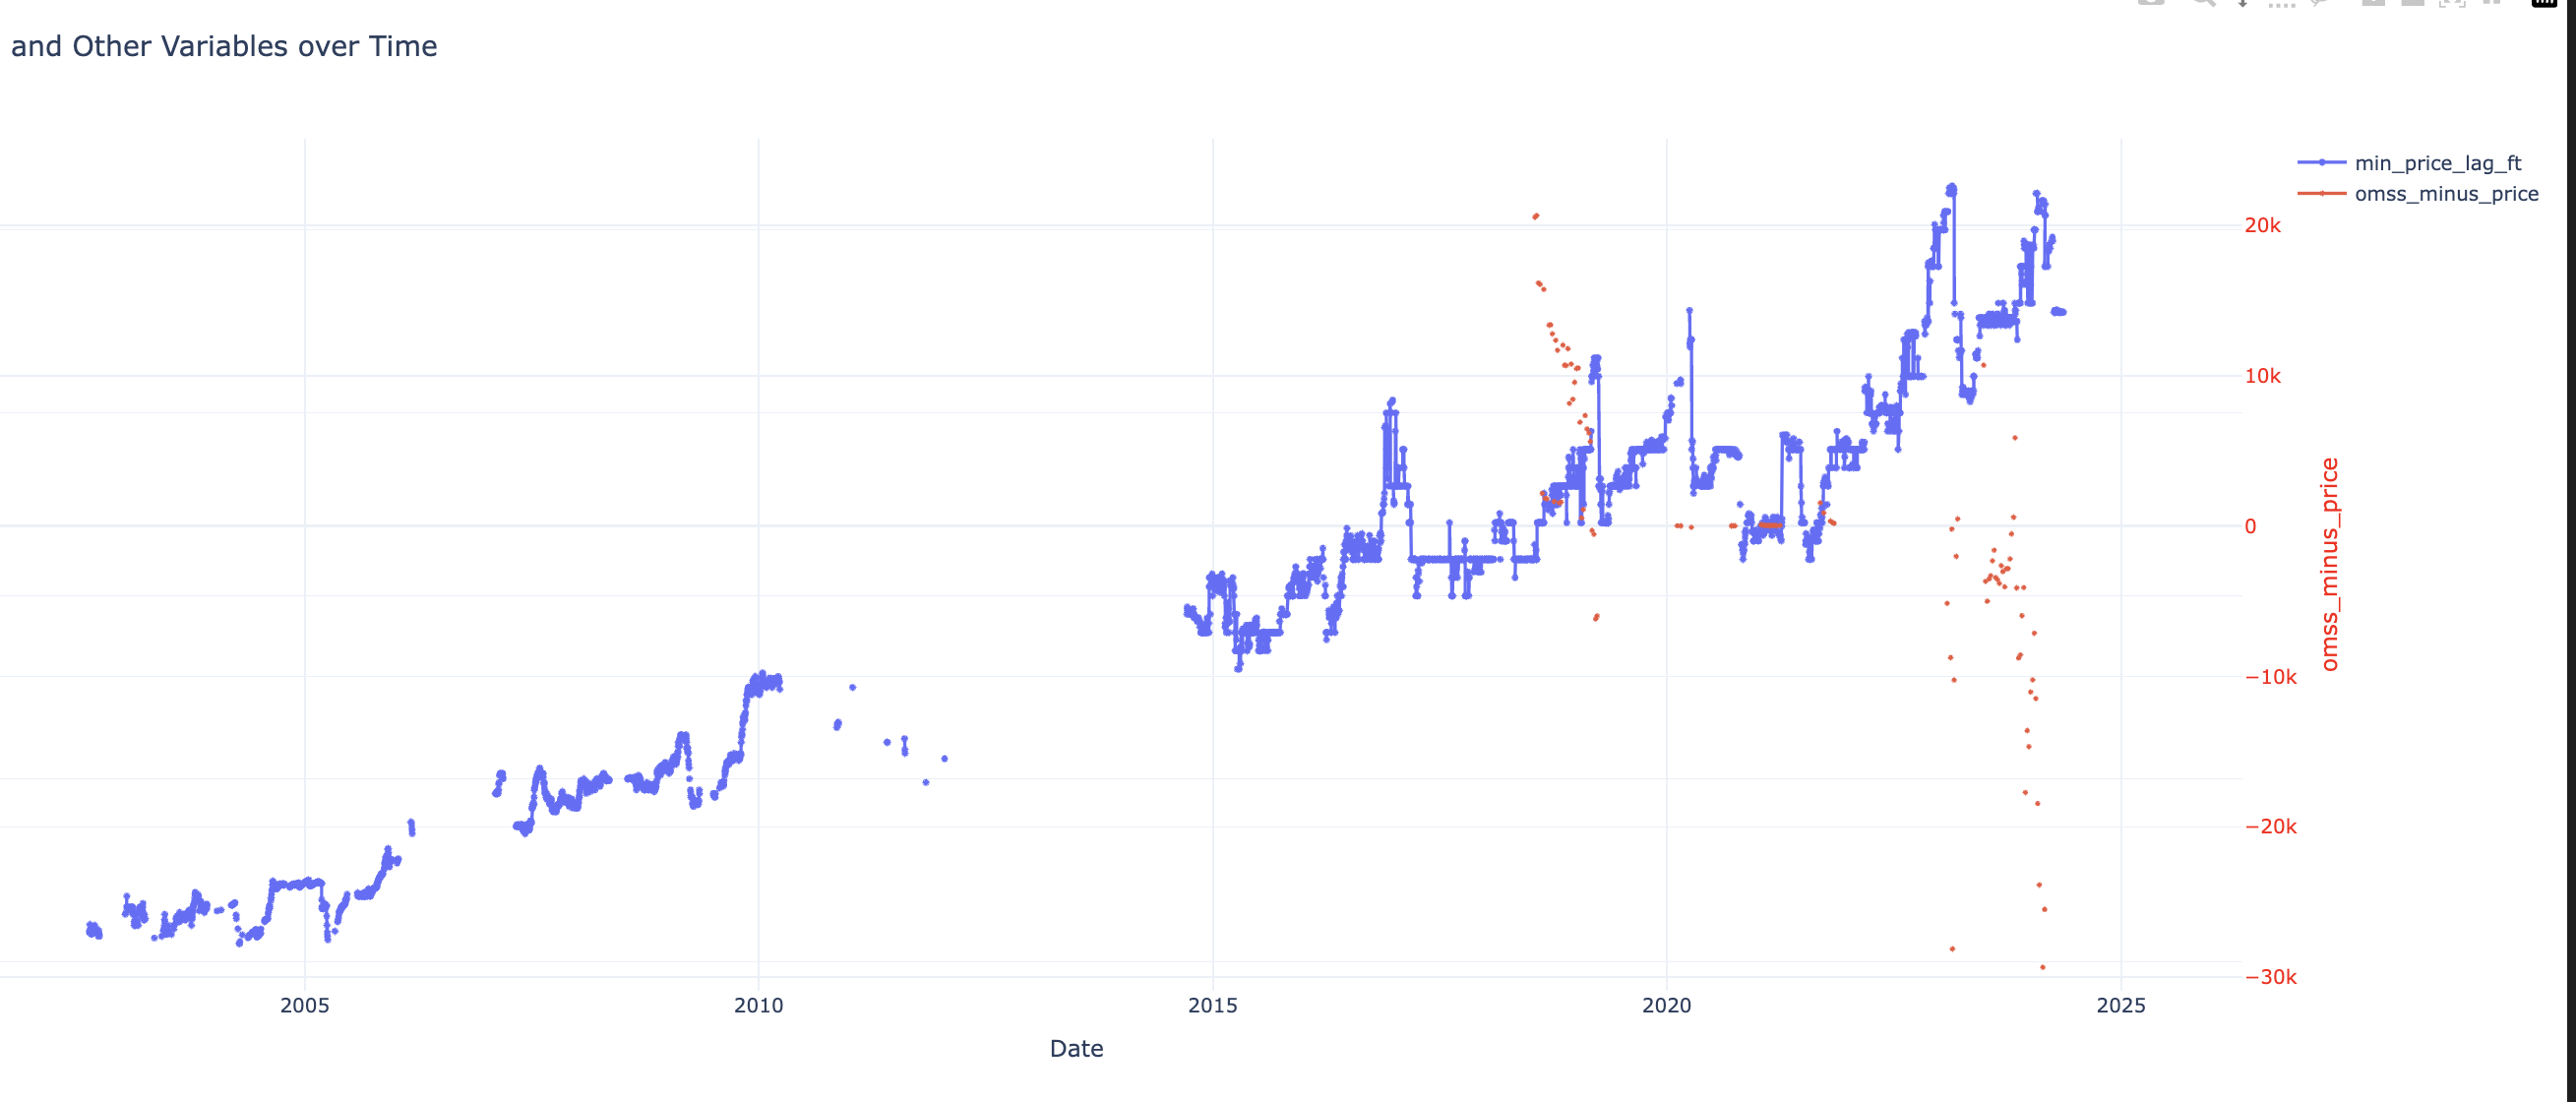 and Other Variables over Time
min_price_lag_ft
omss_minus_price
20k
10k
0
−10k
−20k
−30k
omss_minus_price
2005
2010
2015
2020
2025
Date